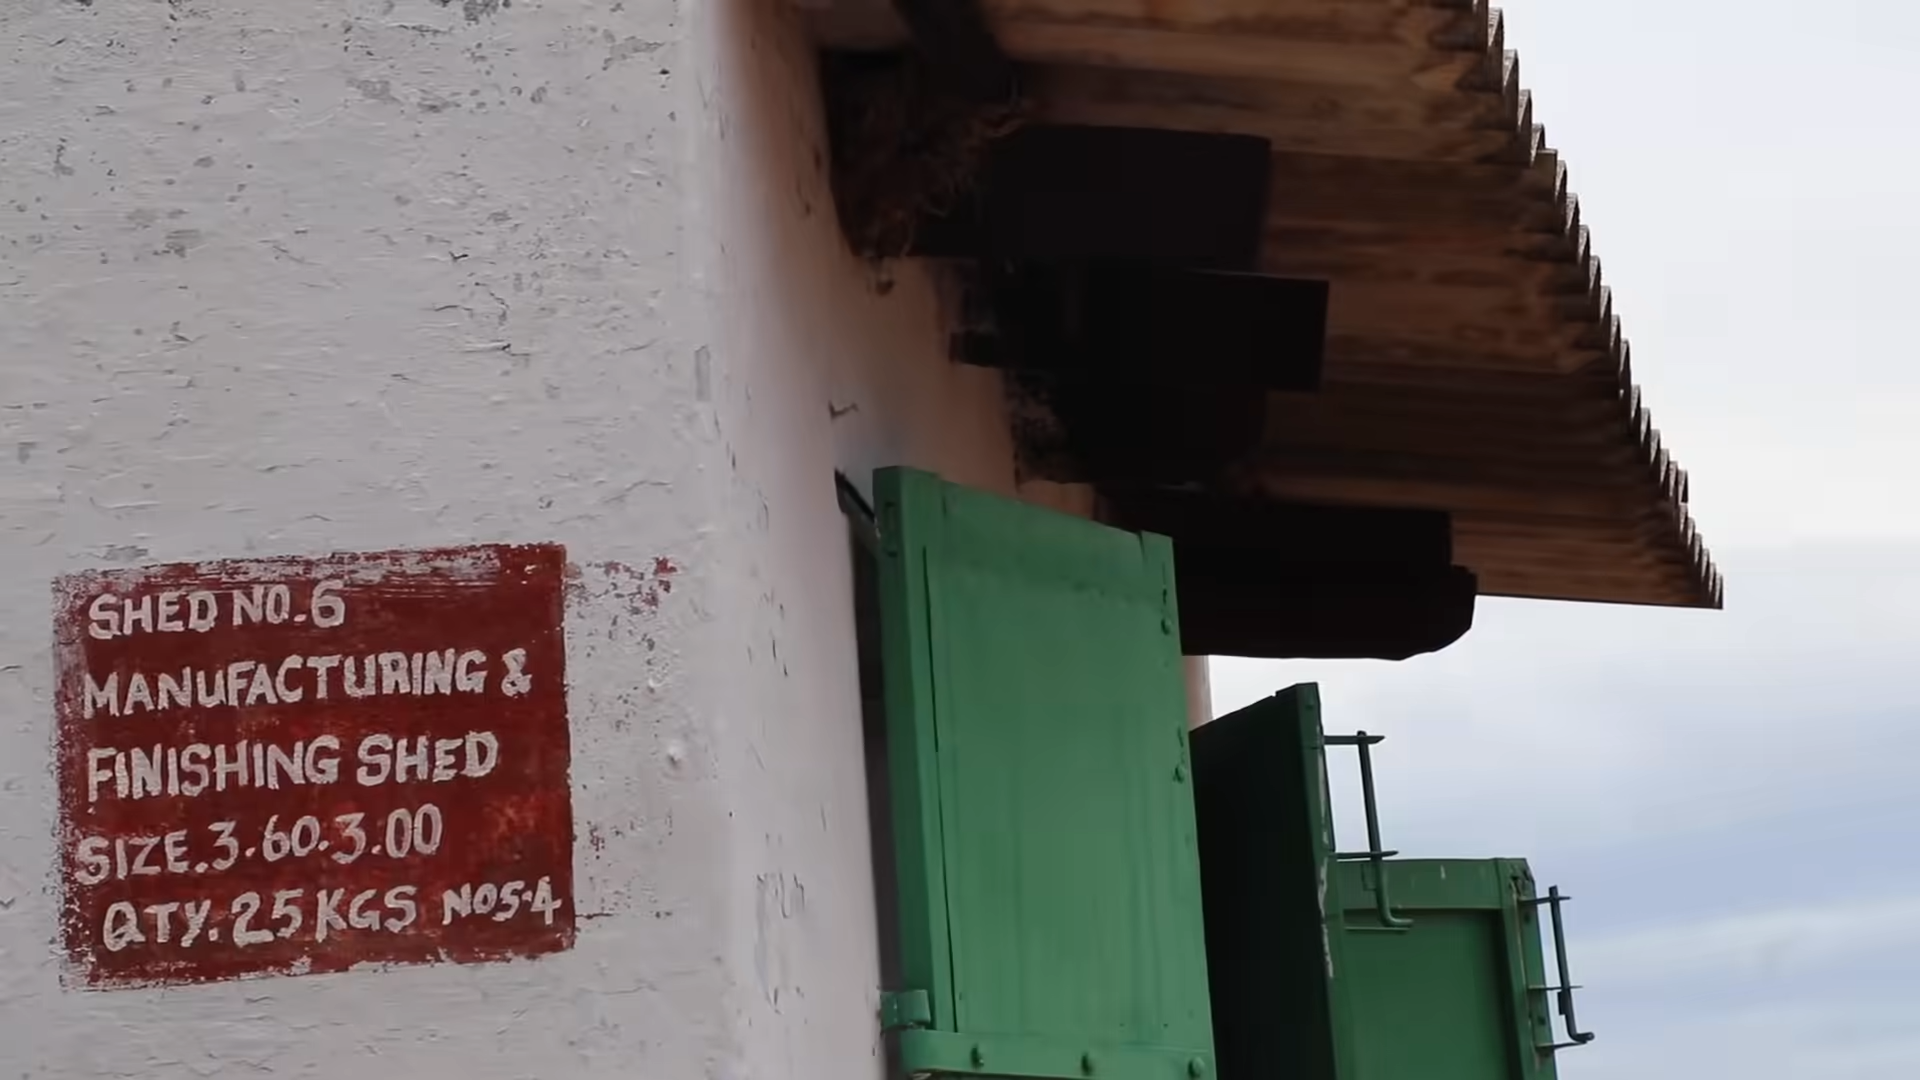 SHED NO.6
MANUFACTURING &
FINISHING SHED
SIZE.3.60.3.00
QTY.25 KGS NOS-4